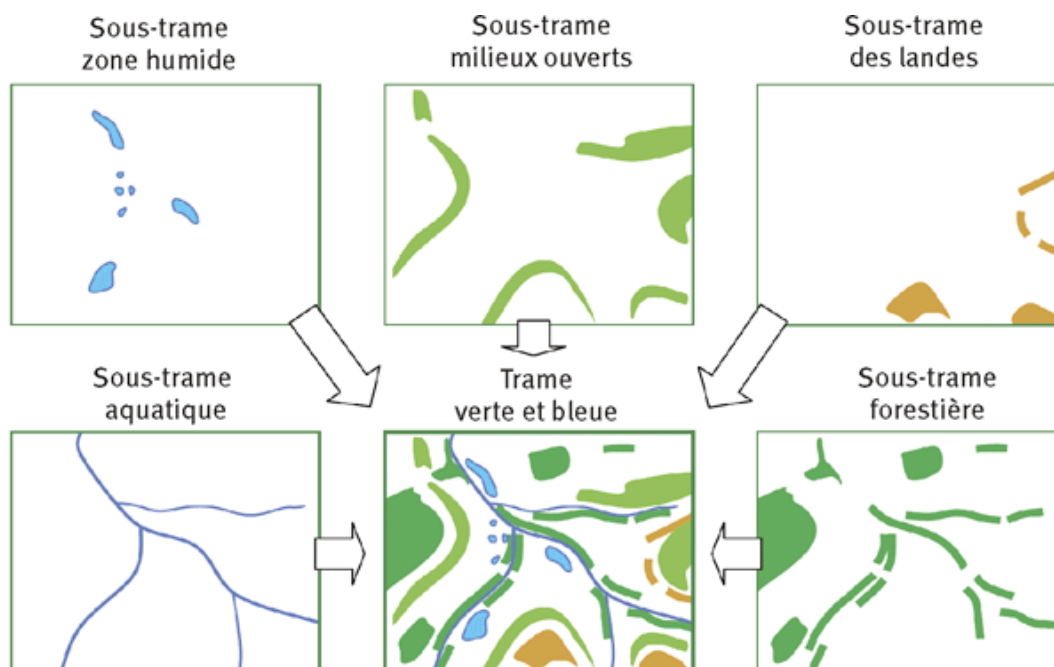 Sous-trame
zone humide
Sous-trame
milieux ouverts
Sous-trame
des landes
Sous-trame
aquatique
Trame
verte et bleue
Sous-trame
forestière